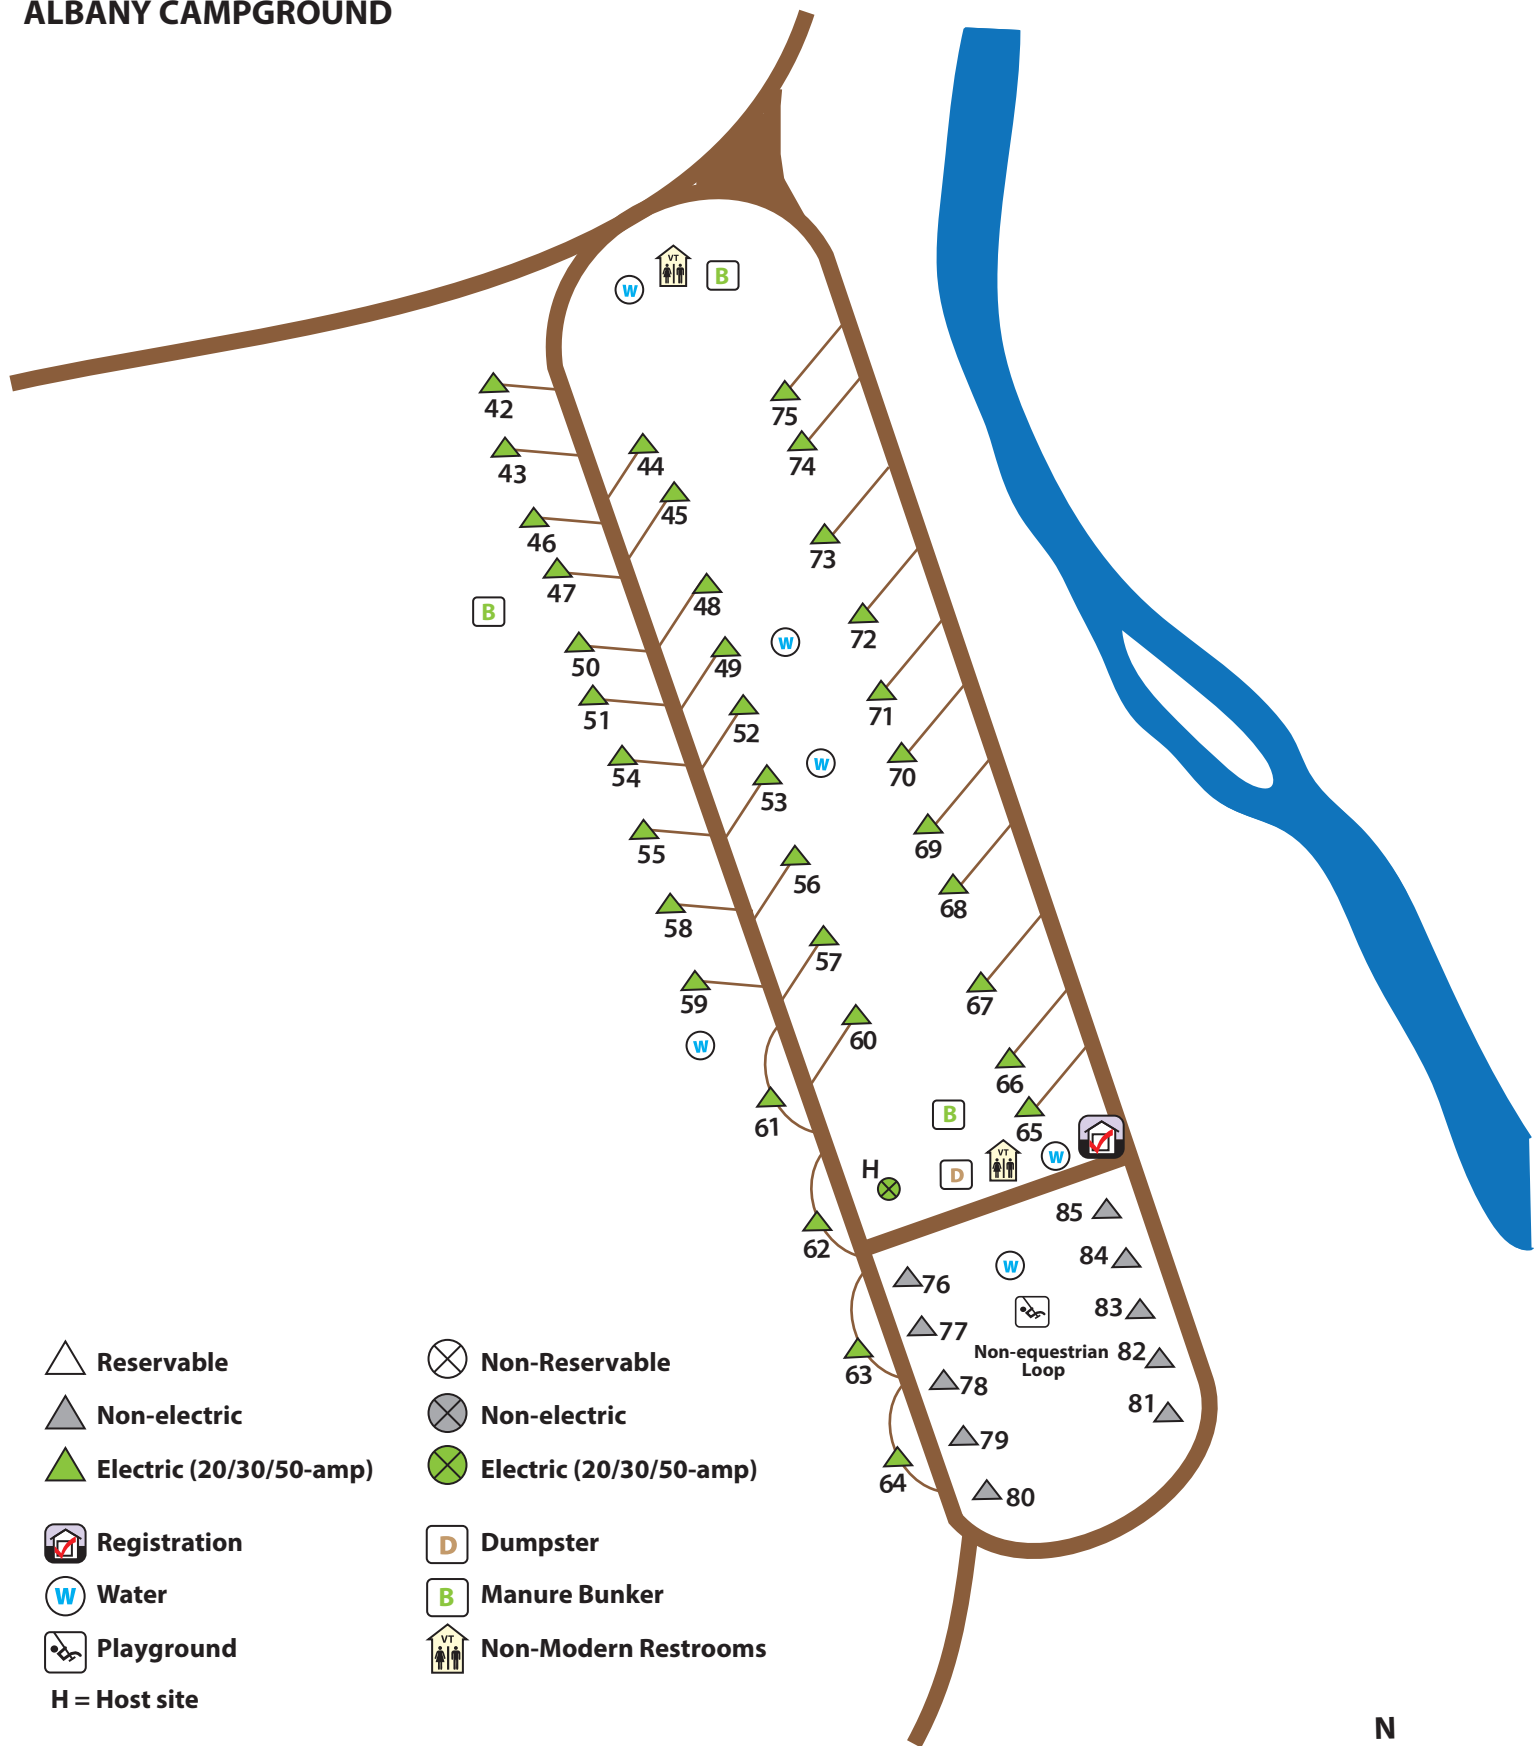 ALBANY CAMPGROUND
VT
W
B
42
75
43
44
74
45
46
73
47
48
B
72
W
50
49
51
71
52
54
W
70
53
55
69
56
58
68
57
59
67
W
60
66
61
B
65
VT
W
H
D
62
85
84
W
76
83
77
Non-equestrian
Loop
82
63
78
81
79
64
80
Reservable
Non-Reservable
Non-electric
Non-electric
Electric (20/30/50-amp)
Electric (20/30/50-amp)
Registration
D Dumpster
W Water
B Manure Bunker
Playground
VT Non-Modern Restrooms
H = Host site
N